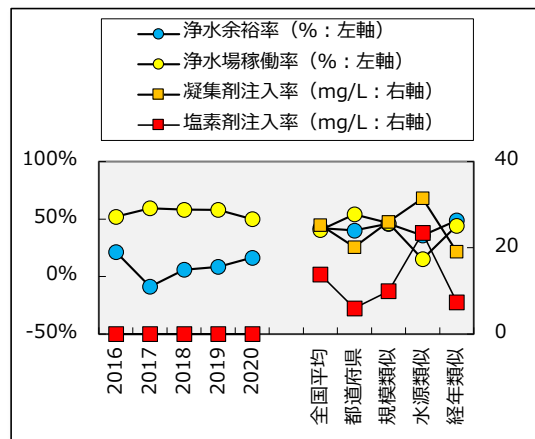 浄水余裕率（%：左軸）
浄水場稼働率（%：左軸）
凝集剤注入率（mg/L：右軸）
塩素剤注入率（mg/L：右軸）
100%
50%
0%
-50%
40
20
0
2016
2017
2018
2019
2020
全国平均
都道府県
規模類似
水源類似
経年類似